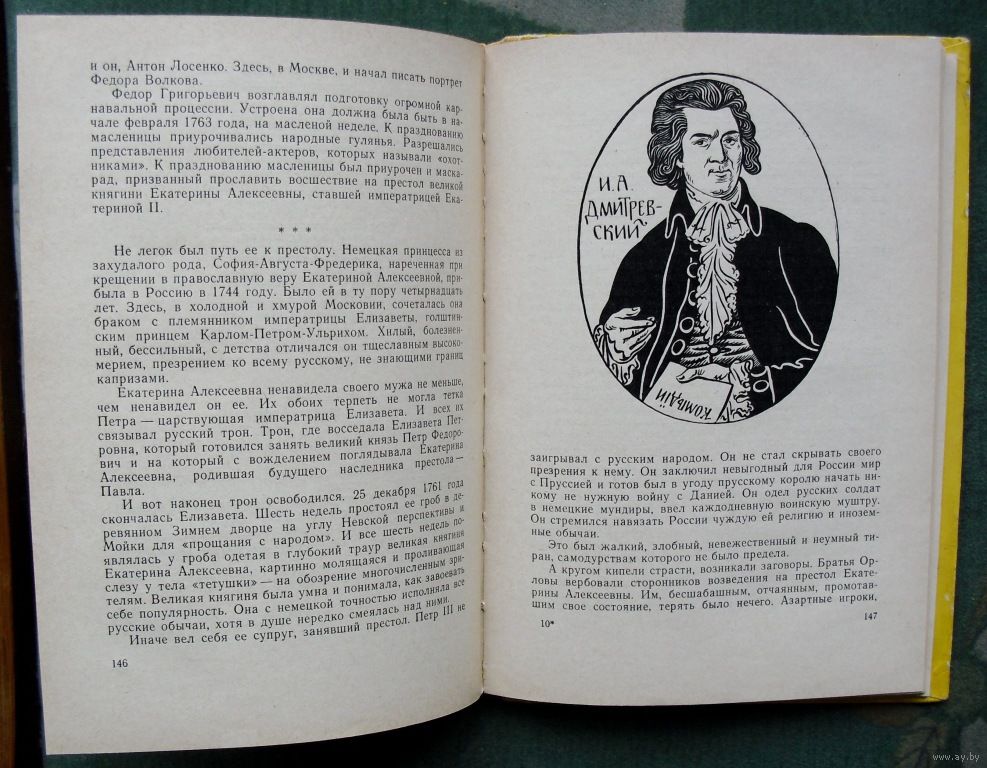 и он, Антон Лосенко. Здесь, в Москве, и начал писать портрет
Федора Волкова.
Федор Григорьевич возглавлял подготовку огромной кар-
навальной процессии. Устроена она должна была быть в на-
чале февраля 1763 года, на масленой неделе. К празднованию
масленицы приурочивались народные гулянья. Разрешались
представления любителей-актеров, которых называли «охот-
никами». К празднованию масленицы был приурочен и маска-
рад, призванный прославить восшествие на престол великой
княгини Екатерины Алексеевны, ставшей императрицей Ека-
териной II.
* * *
Не легок был путь ее к престолу. Немецкая принцесса из
захудалого рода, София-Августа-Фредерика, нареченная при
крещении в православную веру Екатериной Алексеевной, при-
была в Россию в 1744 году. Было ей в ту пору четырнадцать
лет. Здесь, в холодной и хмурой Московии, сочеталась она
браком с племянником императрицы Елизаветы, голштин-
ским принцем Карлом-Петром-Ульрихом. Хилый, болезнен-
ный, бессильный, с детства отличался он тщеславным высоко-
мерием, презрением ко всему русскому, не знающими границ
капризами.
Екатерина Алексеевна ненавидела своего мужа не меньше,
чем ненавидел он ее. Их обоих терпеть не могла тетка
Петра — царствующая императрица Елизавета. И всех их
связывал русский трон. Трон, где восседала Елизавета Пет-
ровна, который готовился занять великий князь Петр Федоро-
вич и на который с вожделением поглядывала Екатерина
Алексеевна, родившая будущего наследника престола —
Павла.
И вот наконец трон освободился. 25 декабря 1761 года
скончалась Елизавета. Шесть недель простоял ее гроб в де-
ревянном Зимнем дворце на углу Невской перспективы и
Мойки для «прощания с народом». И все шесть недель по-
являлась у гроба одетая в глубокий траур великая княгиня
Екатерина Алексеевна, картинно молящаяся и проливающая
слезу у тела «тетушки» — на обозрение многочисленным зри-
телям. Великая княгиня была умна и понимала, как завоевать
себе популярность. Она с немецкой точностью исполняла все
русские обычаи, хотя в душе нередко смеялась над ними.
Иначе вел себя ее супруг, занявший престол. Петр III не
146
И. А.
ДМИТРЕВ-
СКИЙ
КОМѢДІИ
заигрывал с русским народом. Он не стал скрывать своего
презрения к нему. Он заключил невыгодный для России мир
с Пруссией и готов был в угоду прусскому королю начать ни-
кому не нужную войну с Данией. Он одел русских солдат
в немецкие мундиры, ввел каждодневную воинскую муштру.
Он стремился навязать России чуждую ей религию и инозем-
ные обычаи.
Это был жалкий, злобный, невежественный и неумный ти-
ран, самодурствам которого не было предела.
А кругом кипели страсти, возникали заговоры. Братья Ор-
ловы вербовали сторонников возведения на престол Екате-
рины Алексеевны. Им, бесшабашным, отчаянным, промотав-
шим свое состояние, терять было нечего. Азартные игроки,
10*
147
www.ay.by